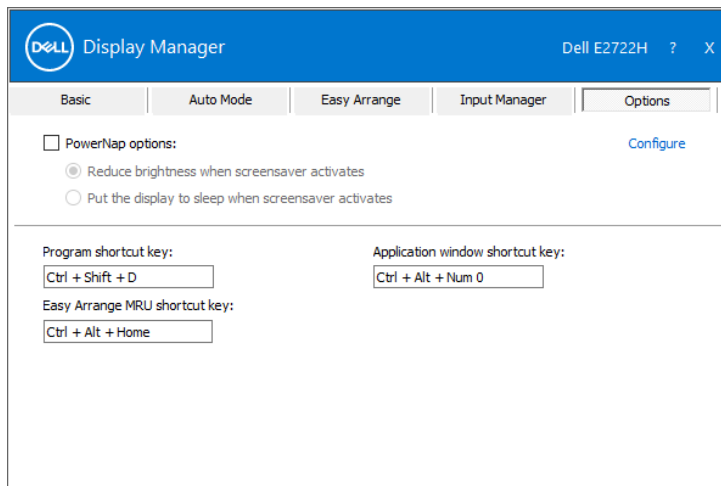 DELL Display Manager Dell E2722H ? X
Basic Auto Mode Easy Arrange Input Manager Options
PowerNap options: Configure
Reduce brightness when screensaver activates
Put the display to sleep when screensaver activates
Program shortcut key: Application window shortcut key:
Ctrl + Shift + D Ctrl + Alt + Num 0
Easy Arrange MRU shortcut key:
Ctrl + Alt + Home